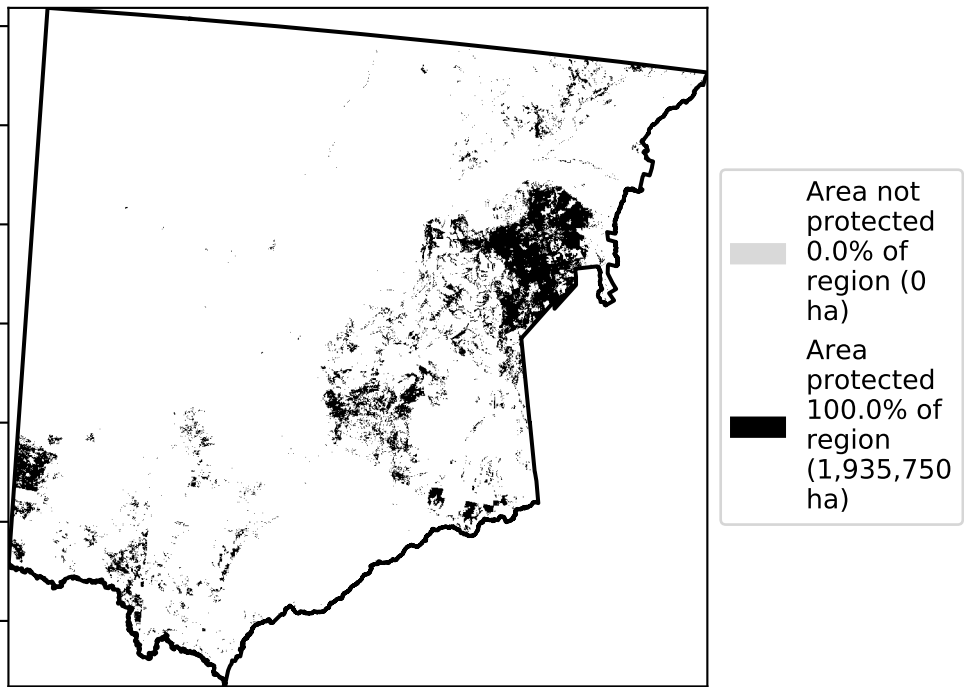 Area not
protected
0.0% of
region (0
ha)
Area
protected
100.0% of
region
(1,935,750
ha)